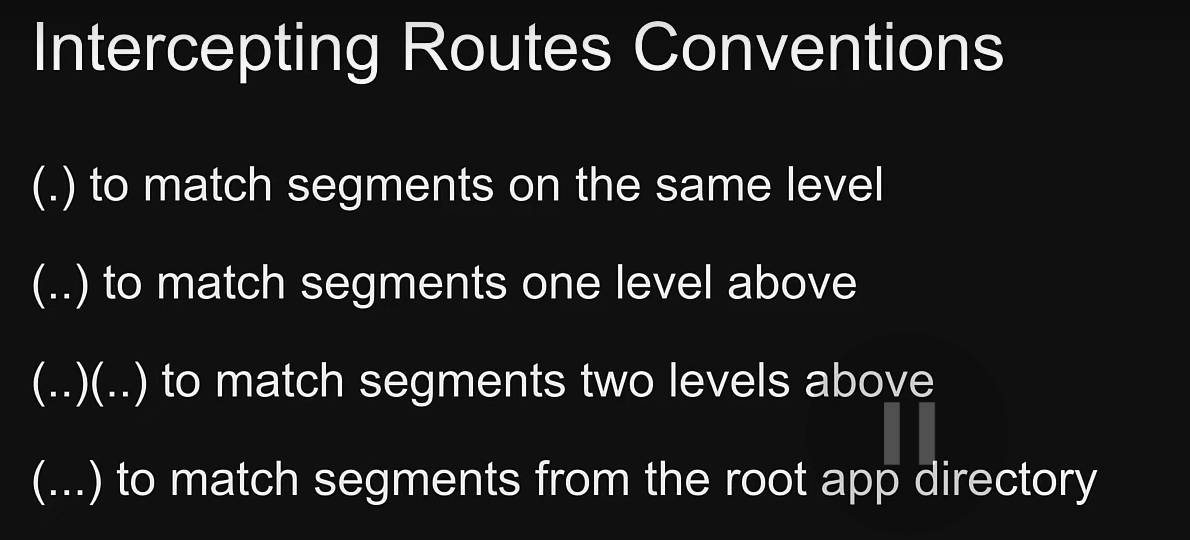 Intercepting Routes Conventions
(.) to match segments on the same level
(..) to match segments one level above
(..)(..) to match segments two levels above
(...) to match segments from the root app directory